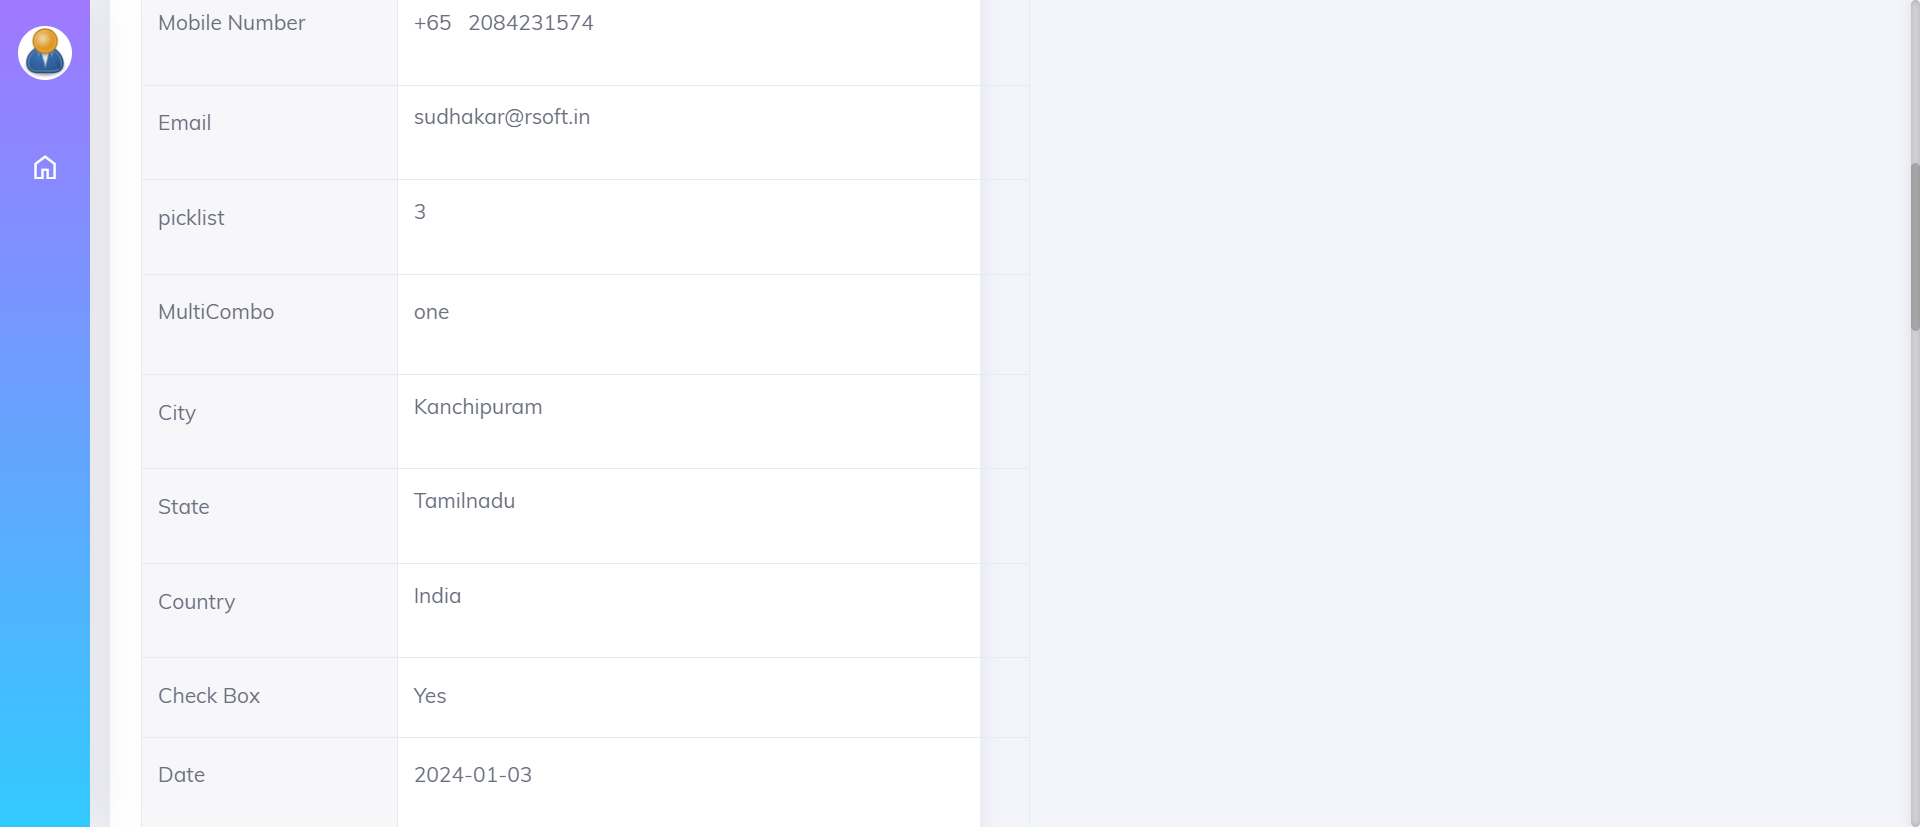 Mobile Number +65 2084231574
Email sudhakar@rsoft.in
picklist 3
MultiCombo one
City Kanchipuram
State Tamilnadu
Country India
Check Box Yes
Date 2024-01-03